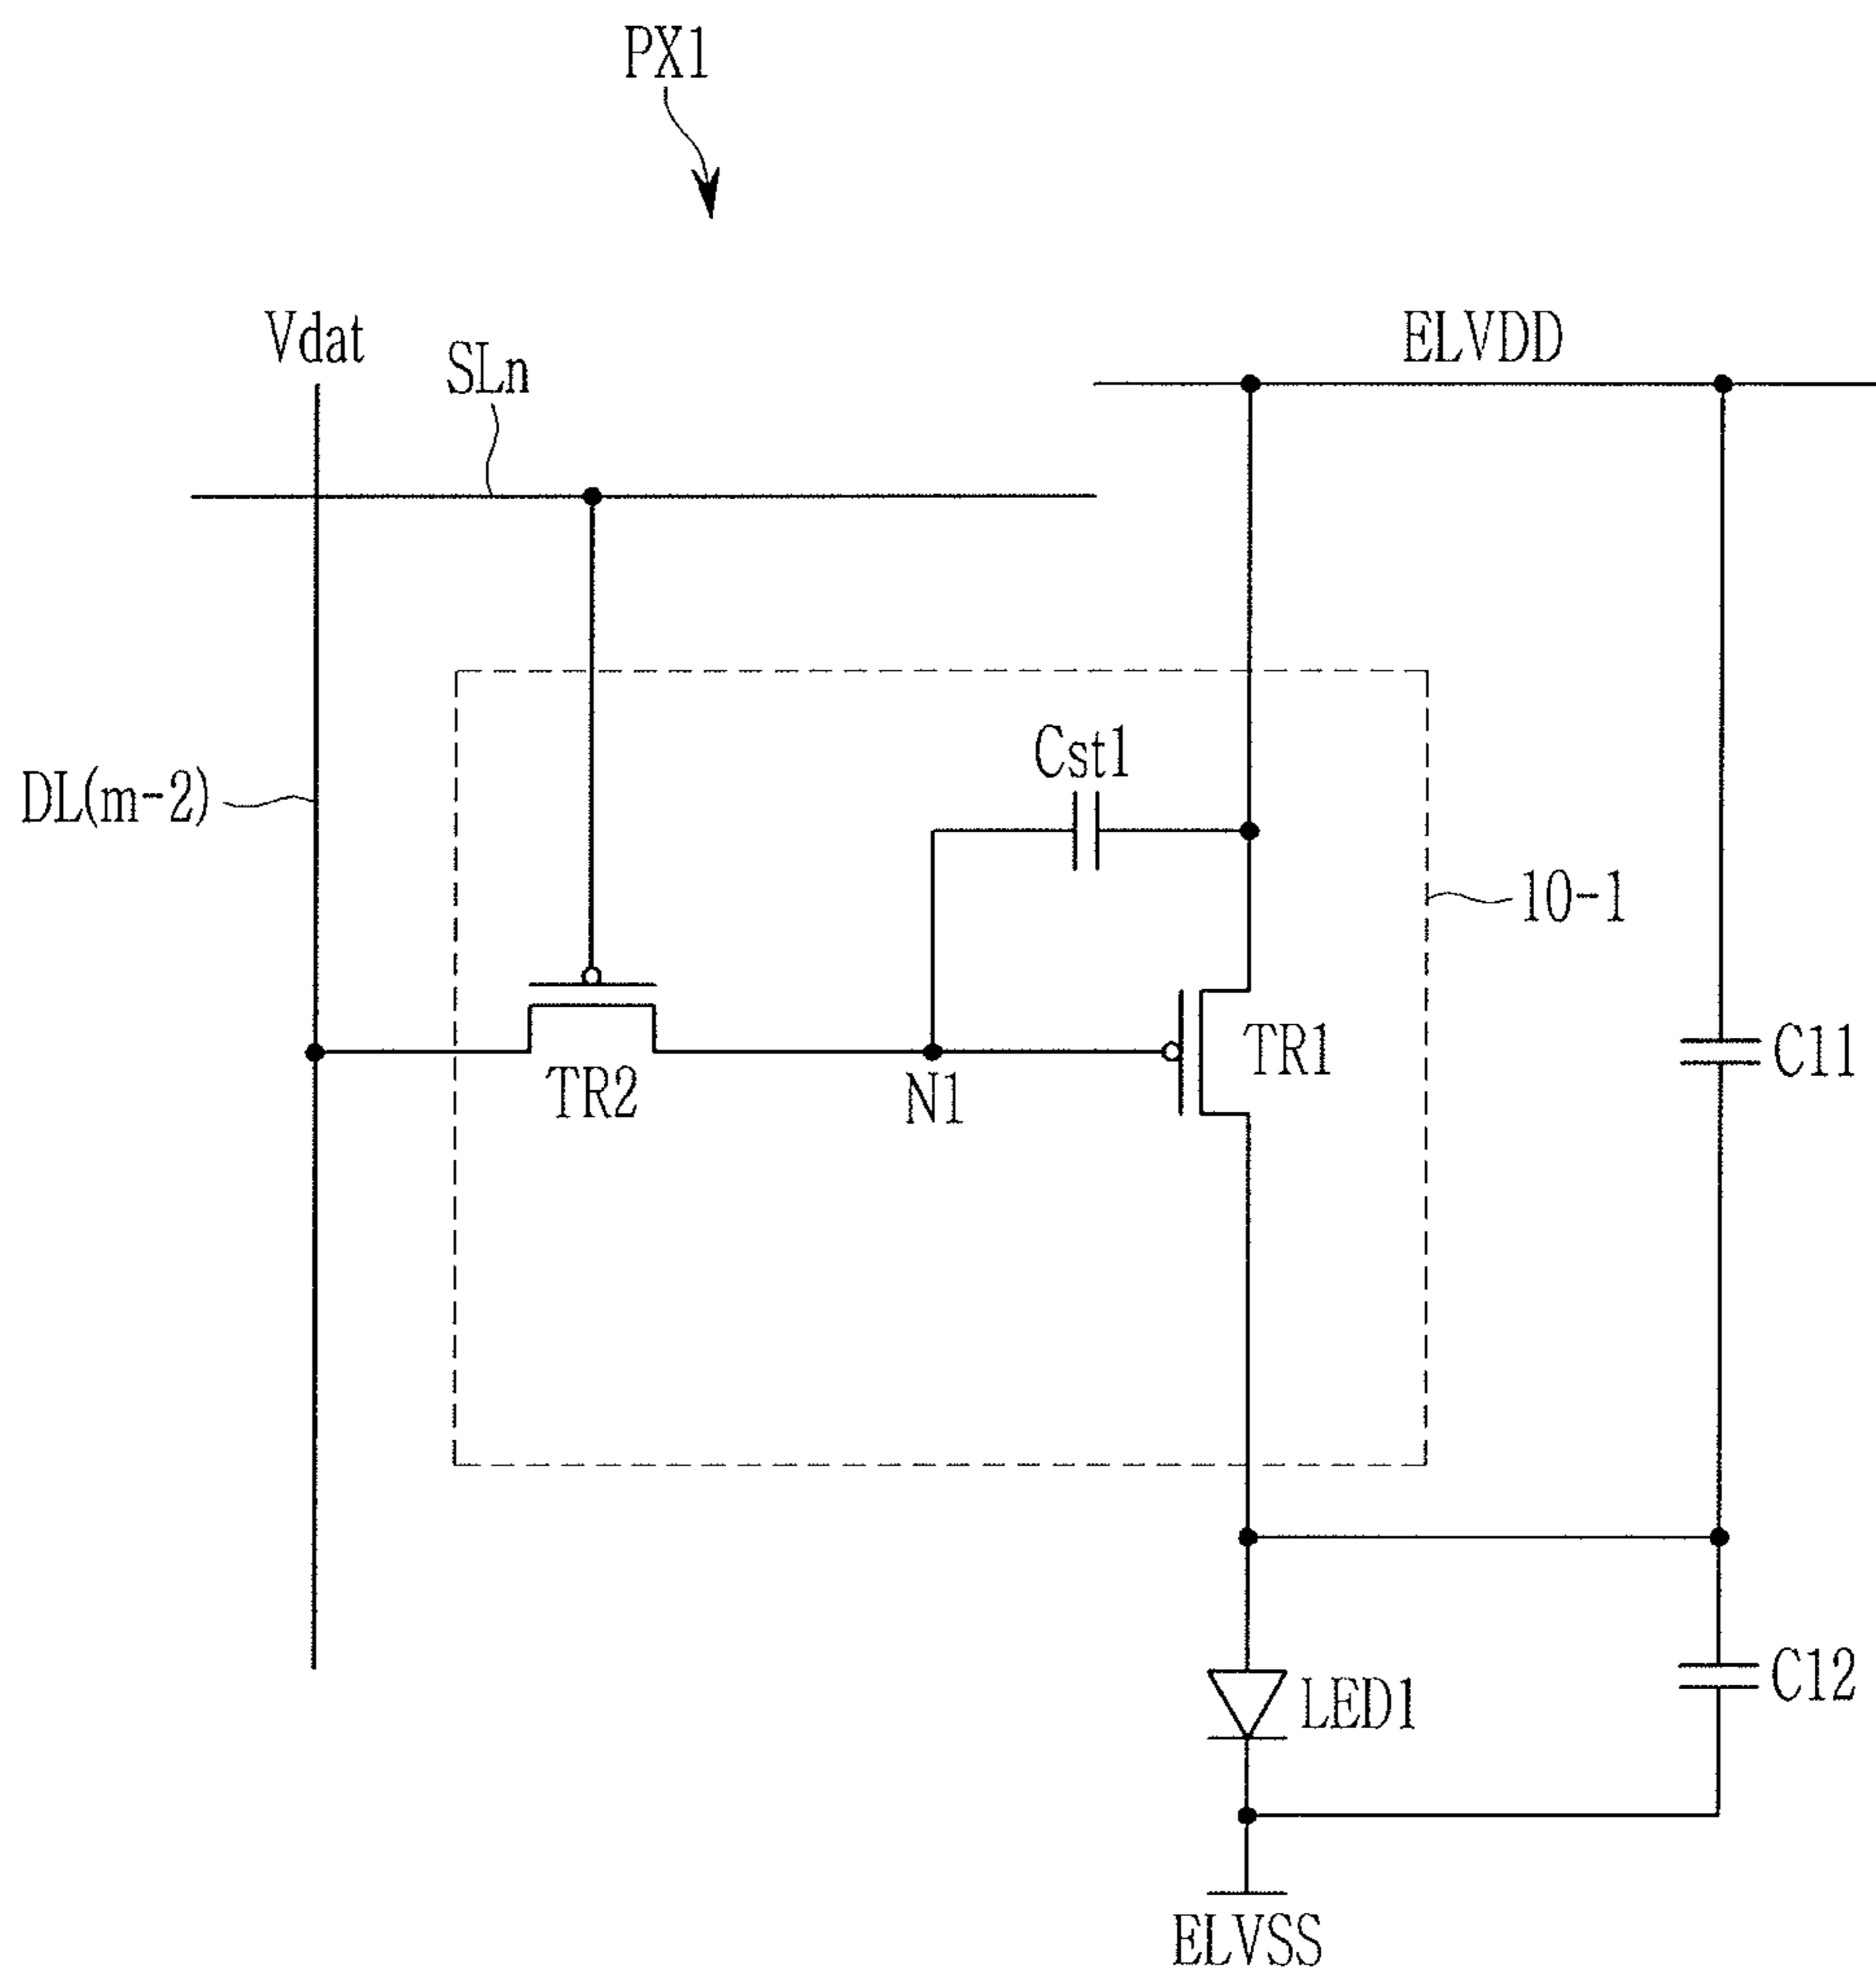 PX1
Vdat
SLn
ELVDD
Cst1
DL(m-2)
10-1
TR2
N1
TR1
C11
LED1
C12
ELVSS